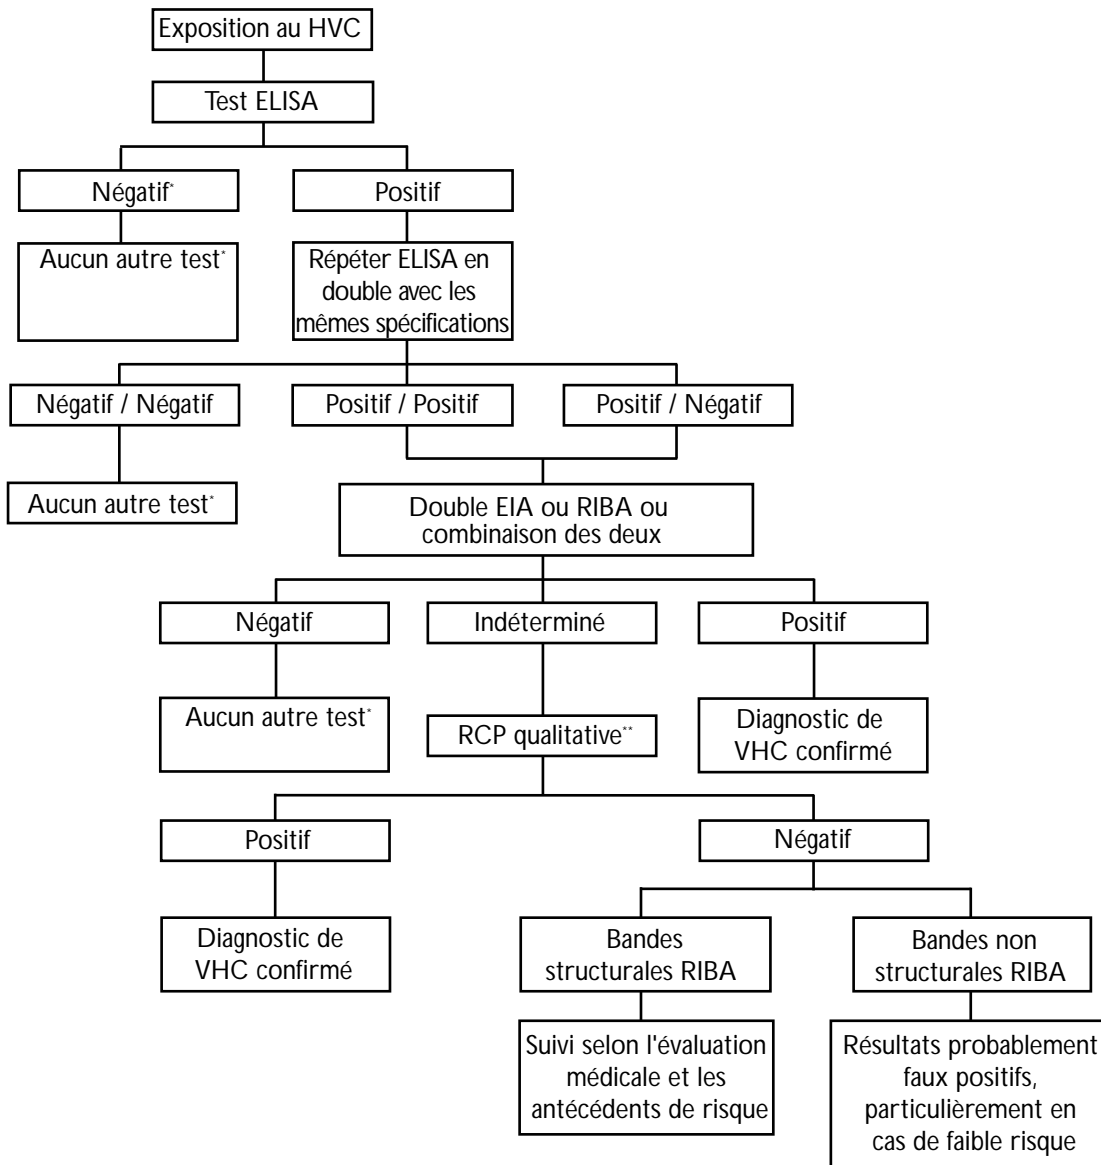 Exposition au HVC
Test ELISA
Négatif*
Positif
Aucun autre test*
Répéter ELISA en
double avec les
mêmes spécifications
Négatif / Négatif
Positif / Positif
Positif / Négatif
Aucun autre test*
Double EIA ou RIBA ou
combinaison des deux
Négatif
Indéterminé
Positif
Aucun autre test*
RCP qualitative**
Diagnostic de
VHC confirmé
Positif
Négatif
Diagnostic de
VHC confirmé
Bandes
structurales RIBA
Bandes non
structurales RIBA
Suivi selon l'évaluation
médicale et les
antécédents de risque
Résultats probablement
faux positifs,
particulièrement en
cas de faible risque